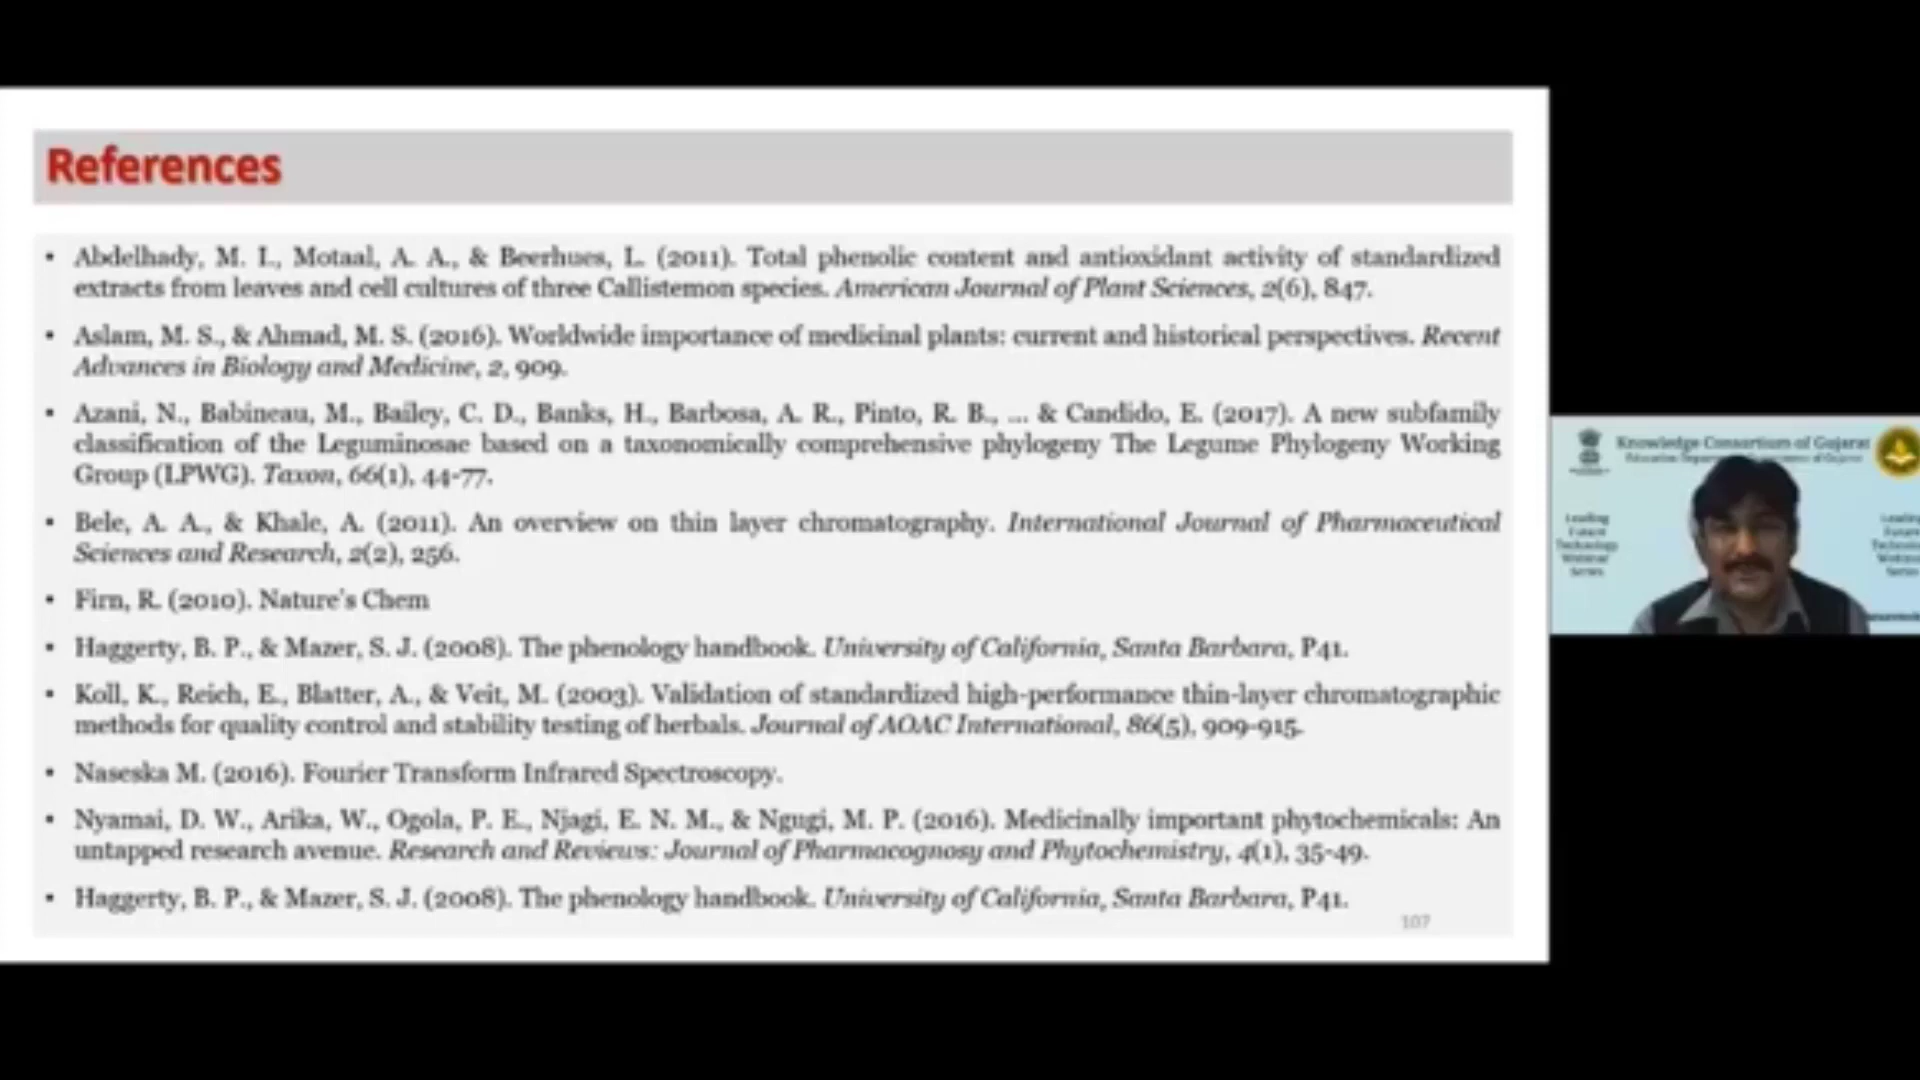 References
• Abdelhady, M. I., Motaal, A. A., & Beerhues, L. (2011). Total phenolic content and antioxidant activity of standardized
extracts from leaves and cell cultures of three Callistemon species. American Journal of Plant Sciences, 2(6), 847.
• Aslam, M. S., & Ahmad, M. S. (2016). Worldwide importance of medicinal plants: current and historical perspectives. Recent
Advances in Biology and Medicine, 2, 909.
• Azani, N., Babineau, M., Bailey, C. D., Banks, H., Barbosa, A. R., Pinto, R. B., ... & Candido, E. (2017). A new subfamily
classification of the Leguminosae based on a taxonomically comprehensive phylogeny The Legume Phylogeny Working
Group (LPWG). Taxon, 66(1), 44-77.
• Bele, A. A., & Khale, A. (2011). An overview on thin layer chromatography. International Journal of Pharmaceutical
Sciences and Research, 2(2), 256.
• Firn, R. (2010). Nature's Chem
• Haggerty, B. P., & Mazer, S. J. (2008). The phenology handbook. University of California, Santa Barbara, P41.
• Koll, K., Reich, E., Blatter, A., & Veit, M. (2003). Validation of standardized high-performance thin-layer chromatographic
methods for quality control and stability testing of herbals. Journal of AOAC International, 86(5), 909-915.
• Naseska M. (2016). Fourier Transform Infrared Spectroscopy.
• Nyamai, D. W., Arika, W., Ogola, P. E., Njagi, E. N. M., & Ngugi, M. P. (2016). Medicinally important phytochemicals: An
untapped research avenue. Research and Reviews: Journal of Pharmacognosy and Phytochemistry, 4(1), 35-49.
• Haggerty, B. P., & Mazer, S. J. (2008). The phenology handbook. University of California, Santa Barbara, P41.
107
Knowledge Consortium of Gujarat
Education
of Gujarat
Leading
Future
Technology
Webinar
Series